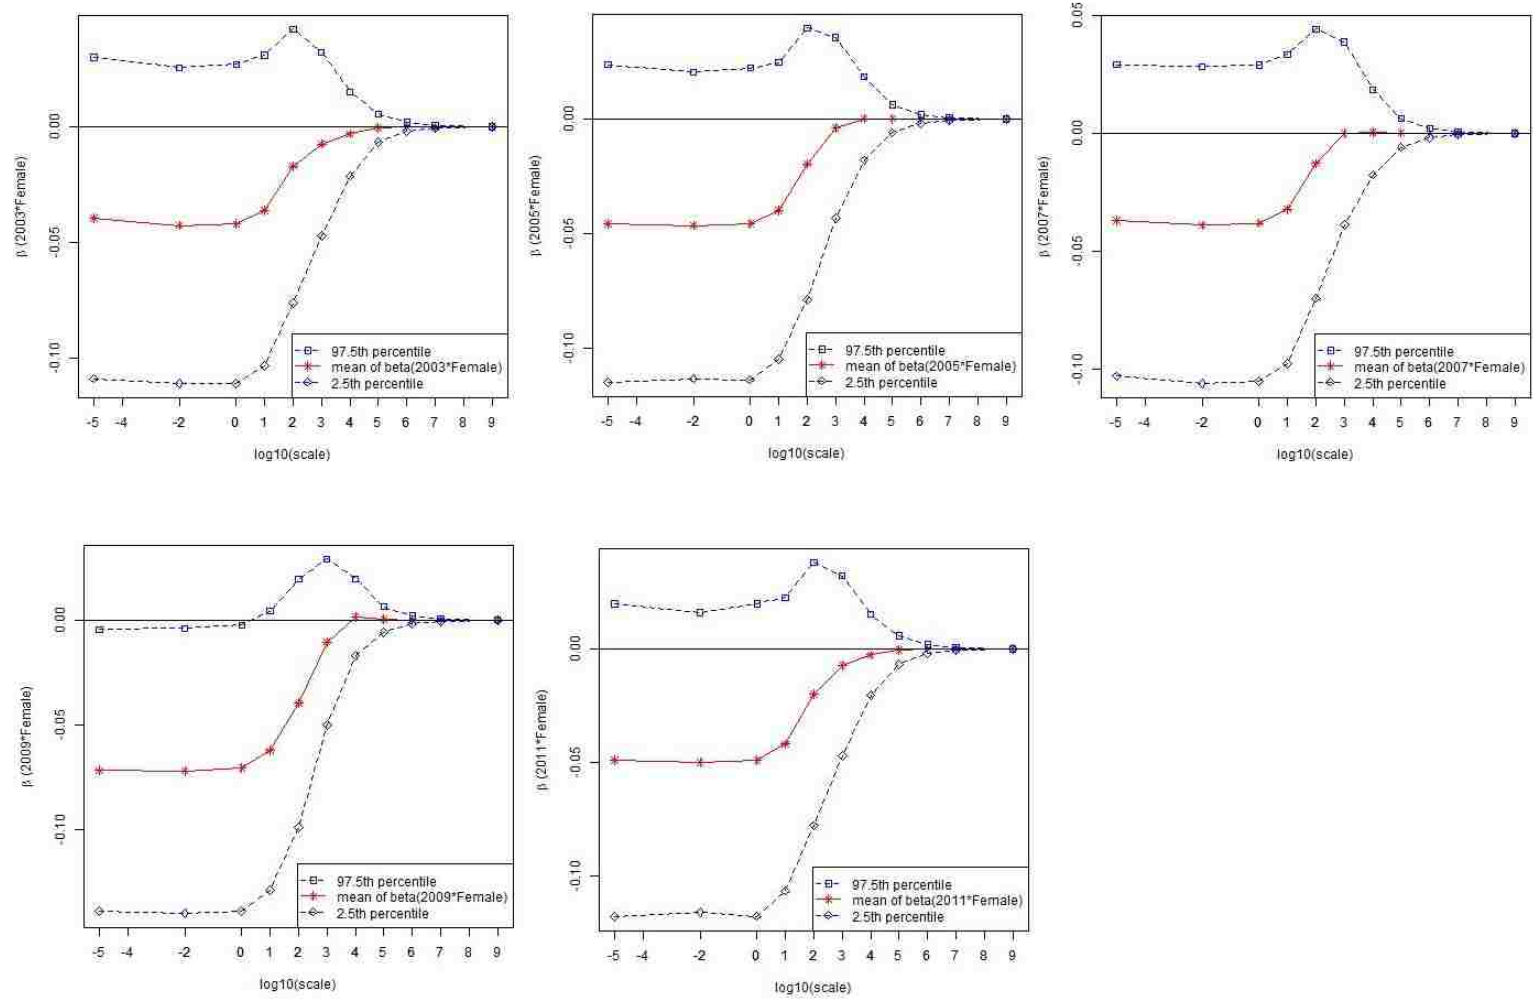 β (2003*Female)
0.00
-0.05
-0.10
97.5th percentile
mean of beta(2003*Female)
2.5th percentile
-5 -4 -2 0 1 2 3 4 5 6 7 8 9
log10(scale)
β (2005*Female)
0.00
-0.05
-0.10
97.5th percentile
mean of beta(2005*Female)
2.5th percentile
-5 -4 -2 0 1 2 3 4 5 6 7 8 9
log10(scale)
β (2007*Female)
0.05
0.00
-0.05
-0.10
97.5th percentile
mean of beta(2007*Female)
2.5th percentile
-5 -4 -2 0 1 2 3 4 5 6 7 8 9
log10(scale)
β (2009*Female)
0.00
-0.05
-0.10
97.5th percentile
mean of beta(2009*Female)
2.5th percentile
-5 -4 -2 0 1 2 3 4 5 6 7 8 9
log10(scale)
β (2011*Female)
0.00
-0.05
-0.10
97.5th percentile
mean of beta(2011*Female)
2.5th percentile
-5 -4 -2 0 1 2 3 4 5 6 7 8 9
log10(scale)